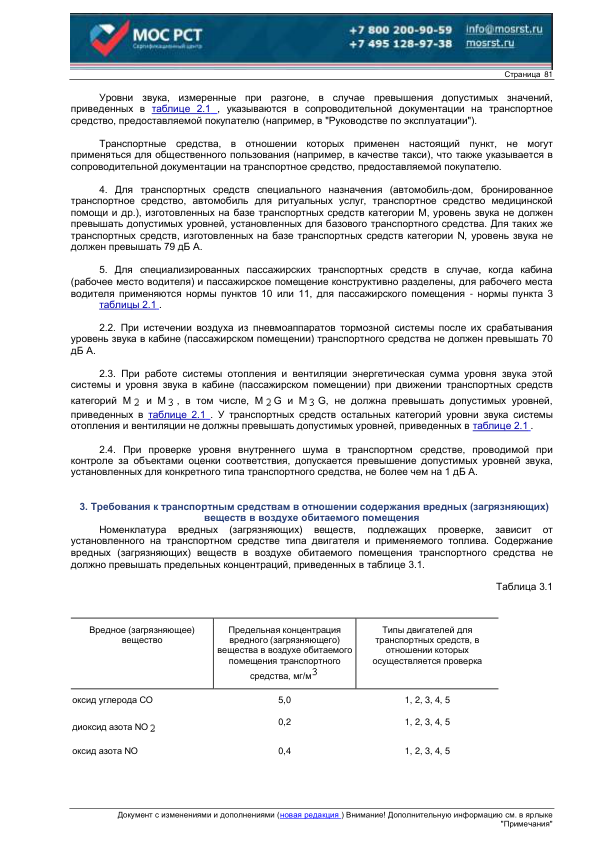 МОС РСТ
Сертификационный центр
+7 800 200-90-59
+7 495 128-97-38
info@mosrst.ru
mosrst.ru
Страница 81
Уровни звука, измеренные при разгоне, в случае превышения допустимых значений,
приведенных в таблице 2.1 , указываются в сопроводительной документации на транспортное
средство, предоставляемой покупателю (например, в "Руководстве по эксплуатации").
Транспортные средства, в отношении которых применен настоящий пункт, не могут
применяться для общественного пользования (например, в качестве такси), что также указывается в
сопроводительной документации на транспортное средство, предоставляемой покупателю.
4. Для транспортных средств специального назначения (автомобиль-дом, бронированное
транспортное средство, автомобиль для ритуальных услуг, транспортное средство медицинской
помощи и др.), изготовленных на базе транспортных средств категории M, уровень звука не должен
превышать допустимых уровней, установленных для базового транспортного средства. Для таких же
транспортных средств, изготовленных на базе транспортных средств категории N, уровень звука не
должен превышать 79 дБ А.
5. Для специализированных пассажирских транспортных средств в случае, когда кабина
(рабочее место водителя) и пассажирское помещение конструктивно разделены, для рабочего места
водителя применяются нормы пунктов 10 или 11, для пассажирского помещения - нормы пункта 3
таблицы 2.1 .
2.2. При истечении воздуха из пневмоаппаратов тормозной системы после их срабатывания
уровень звука в кабине (пассажирском помещении) транспортного средства не должен превышать 70
дБ А.
2.3. При работе системы отопления и вентиляции энергетическая сумма уровня звука этой
системы и уровня звука в кабине (пассажирском помещении) при движении транспортных средств
категорий M 2 и M 3 , в том числе, M 2 G и M 3 G, не должна превышать допустимых уровней,
приведенных в таблице 2.1 . У транспортных средств остальных категорий уровни звука системы
отопления и вентиляции не должны превышать допустимых уровней, приведенных в таблице 2.1 .
2.4. При проверке уровня внутреннего шума в транспортном средстве, проводимой при
контроле за объектами оценки соответствия, допускается превышение допустимых уровней звука,
установленных для конкретного типа транспортного средства, не более чем на 1 дБ А.
3. Требования к транспортным средствам в отношении содержания вредных (загрязняющих)
веществ в воздухе обитаемого помещения
Номенклатура вредных (загрязняющих) веществ, подлежащих проверке, зависит от
установленного на транспортном средстве типа двигателя и применяемого топлива. Содержание
вредных (загрязняющих) веществ в воздухе обитаемого помещения транспортного средства не
должно превышать предельных концентраций, приведенных в таблице 3.1.
Таблица 3.1
Вредное (загрязняющее)
вещество
Предельная концентрация
вредного (загрязняющего)
вещества в воздухе обитаемого
помещения транспортного
средства, мг/м 3
Типы двигателей для
транспортных средств, в
отношении которых
осуществляется проверка
оксид углерода CO 5,0 1, 2, 3, 4, 5
диоксид азота NO 2 0,2 1, 2, 3, 4, 5
оксид азота NO 0,4 1, 2, 3, 4, 5
Документ с изменениями и дополнениями (новая редакция ) Внимание! Дополнительную информацию см. в ярлыке
"Примечания"